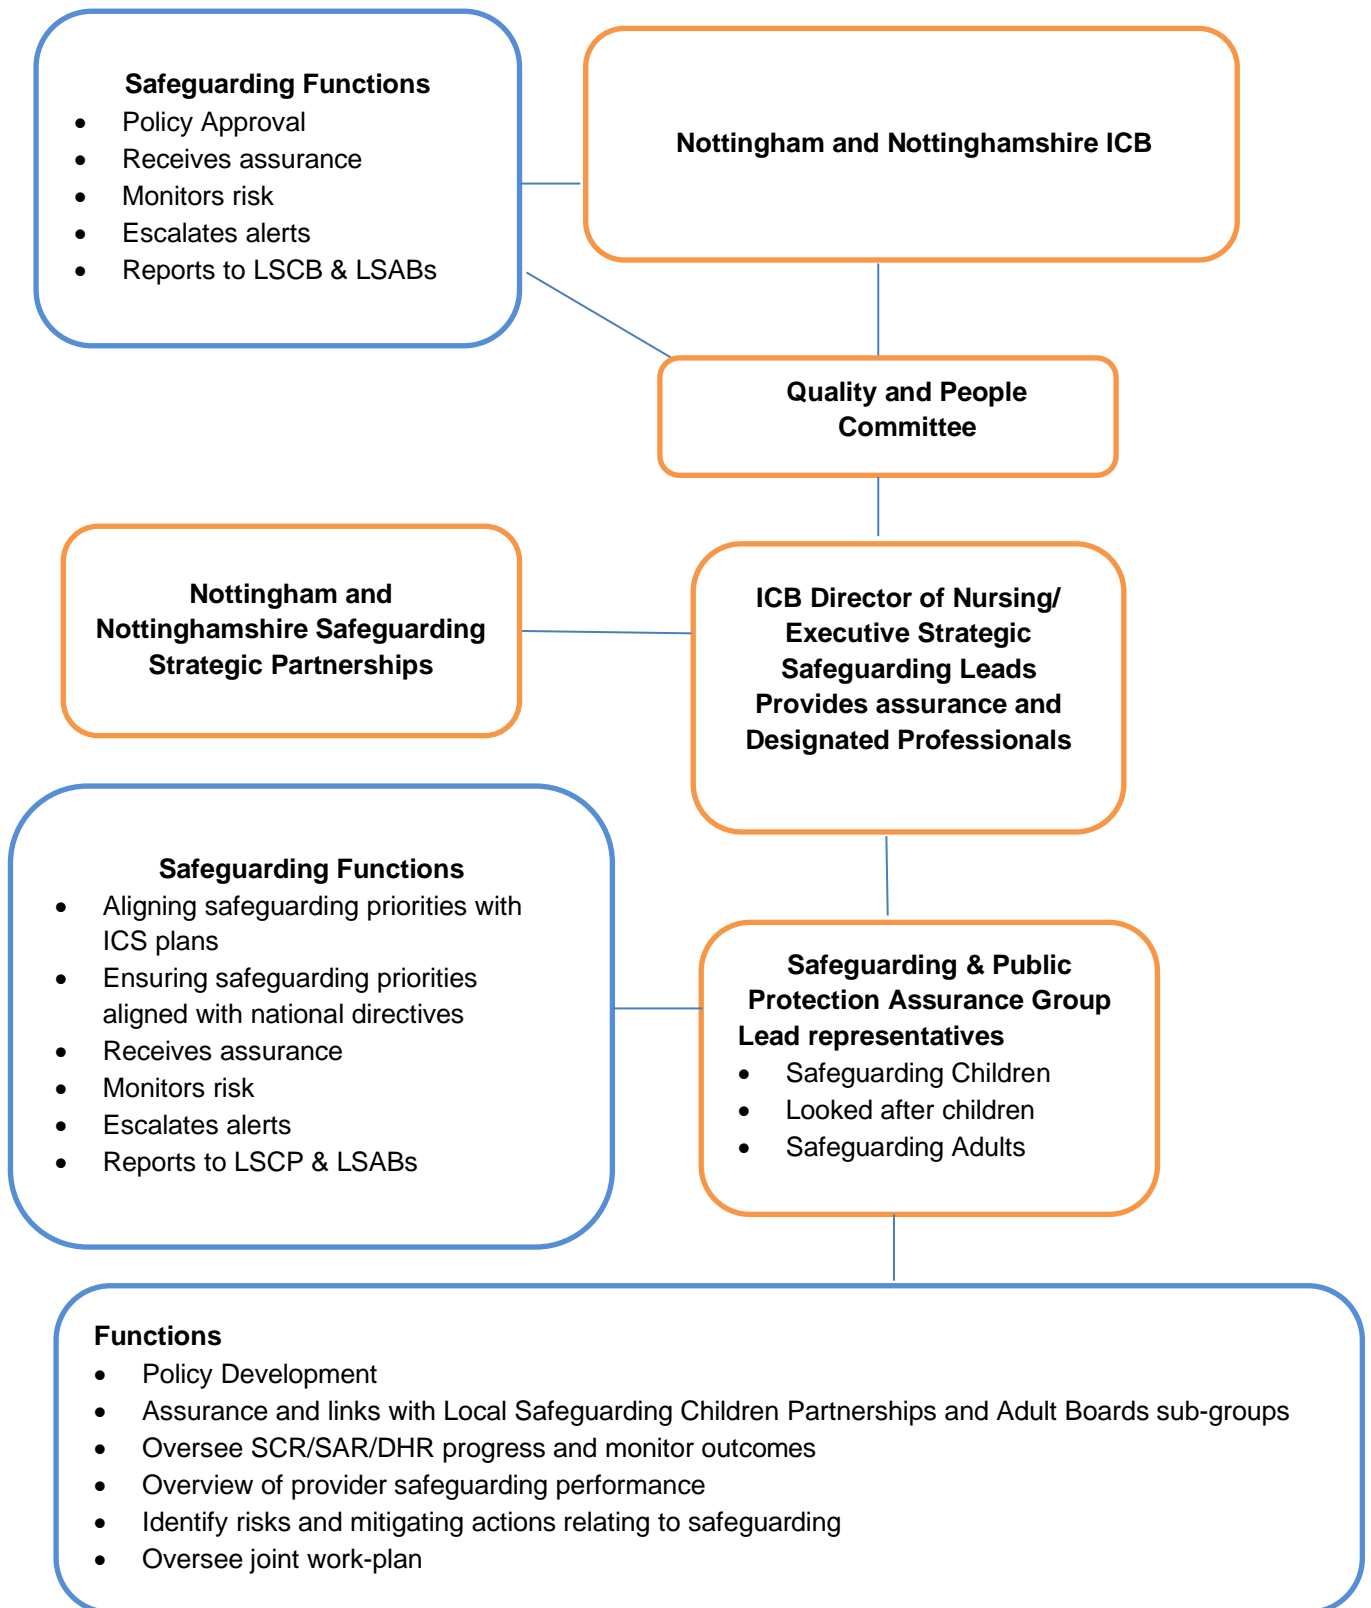 Safeguarding Functions
• Policy Approval
• Receives assurance
• Monitors risk
• Escalates alerts
• Reports to LSCB & LSABs
Nottingham and Nottinghamshire ICB
Quality and People
Committee
Nottingham and
Nottinghamshire Safeguarding
Strategic Partnerships
ICB Director of Nursing/
Executive Strategic
Safeguarding Leads
Provides assurance and
Designated Professionals
Safeguarding Functions
• Aligning safeguarding priorities with
ICS plans
• Ensuring safeguarding priorities
aligned with national directives
• Receives assurance
• Monitors risk
• Escalates alerts
• Reports to LSCP & LSABs
Safeguarding & Public
Protection Assurance Group
Lead representatives
• Safeguarding Children
• Looked after children
• Safeguarding Adults
Functions
• Policy Development
• Assurance and links with Local Safeguarding Children Partnerships and Adult Boards sub-groups
• Oversee SCR/SAR/DHR progress and monitor outcomes
• Overview of provider safeguarding performance
• Identify risks and mitigating actions relating to safeguarding
• Oversee joint work-plan